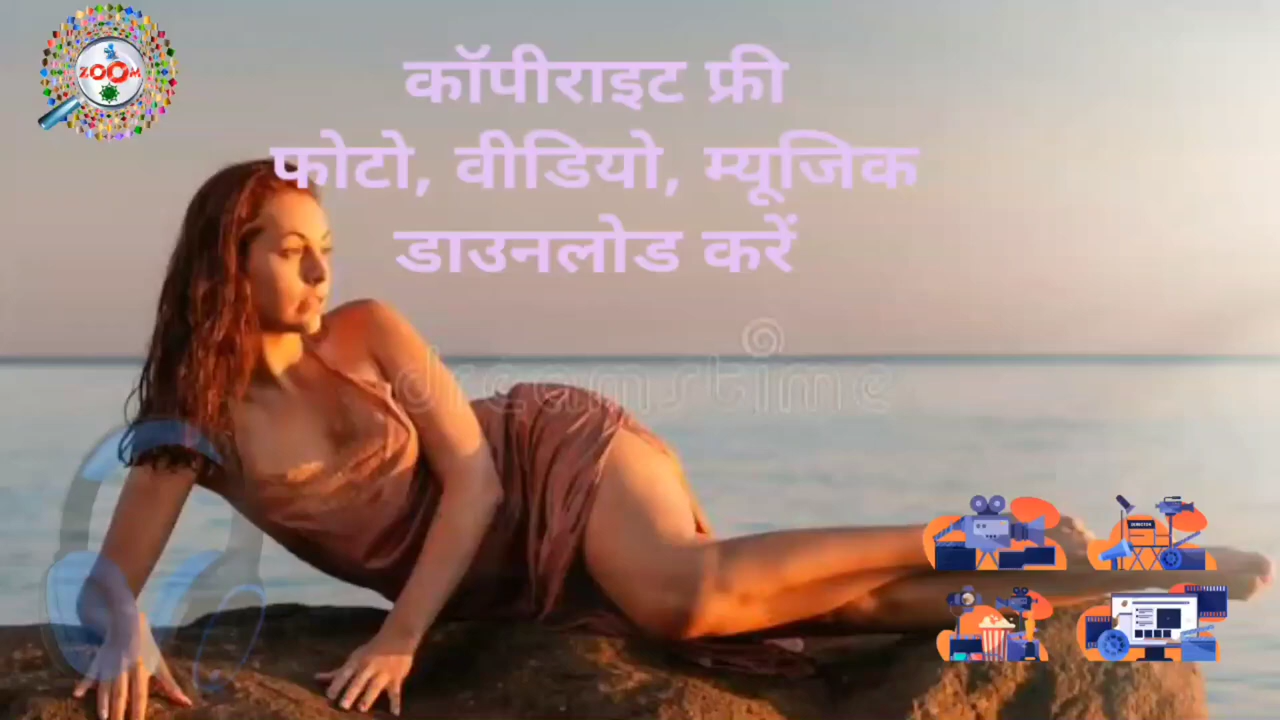 ZOOM
कॉपीराइट फ्री
फोटो, वीडियो, म्यूजिक
डाउनलोड करें
dreamstime